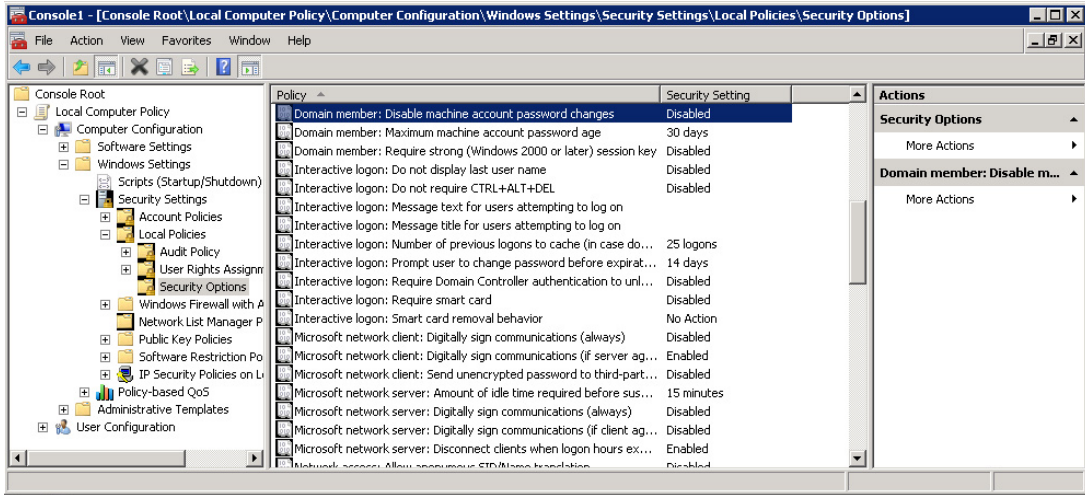 Console1 - [Console Root\Local Computer Policy\Computer Configuration\Windows Settings\Security Settings\Local Policies\Security Options]
File Action View Favorites Window Help
Console Root
Local Computer Policy
Computer Configuration
Software Settings
Windows Settings
Scripts (Startup/Shutdown)
Security Settings
Account Policies
Local Policies
Audit Policy
User Rights Assignm
Security Options
Windows Firewall with A
Network List Manager P
Public Key Policies
Software Restriction Po
IP Security Policies on L
Policy-based QoS
Administrative Templates
User Configuration
Policy Security Setting
Domain member: Disable machine account password changes Disabled
Domain member: Maximum machine account password age 30 days
Domain member: Require strong (Windows 2000 or later) session key Disabled
Interactive logon: Do not display last user name Disabled
Interactive logon: Do not require CTRL+ALT+DEL Disabled
Interactive logon: Message text for users attempting to log on
Interactive logon: Message title for users attempting to log on
Interactive logon: Number of previous logons to cache (in case do... 25 logons
Interactive logon: Prompt user to change password before expirat... 14 days
Interactive logon: Require Domain Controller authentication to unl... Disabled
Interactive logon: Require smart card Disabled
Interactive logon: Smart card removal behavior No Action
Microsoft network client: Digitally sign communications (always) Disabled
Microsoft network client: Digitally sign communications (if server ag... Enabled
Microsoft network client: Send unencrypted password to third-part... Disabled
Microsoft network server: Amount of idle time required before sus... 15 minutes
Microsoft network server: Digitally sign communications (always) Disabled
Microsoft network server: Digitally sign communications (if client ag... Disabled
Microsoft network server: Disconnect clients when logon hours ex... Enabled
Network access: Allow anonymous SID/Name translation Disabled
Actions
Security Options
More Actions
Domain member: Disable m...
More Actions